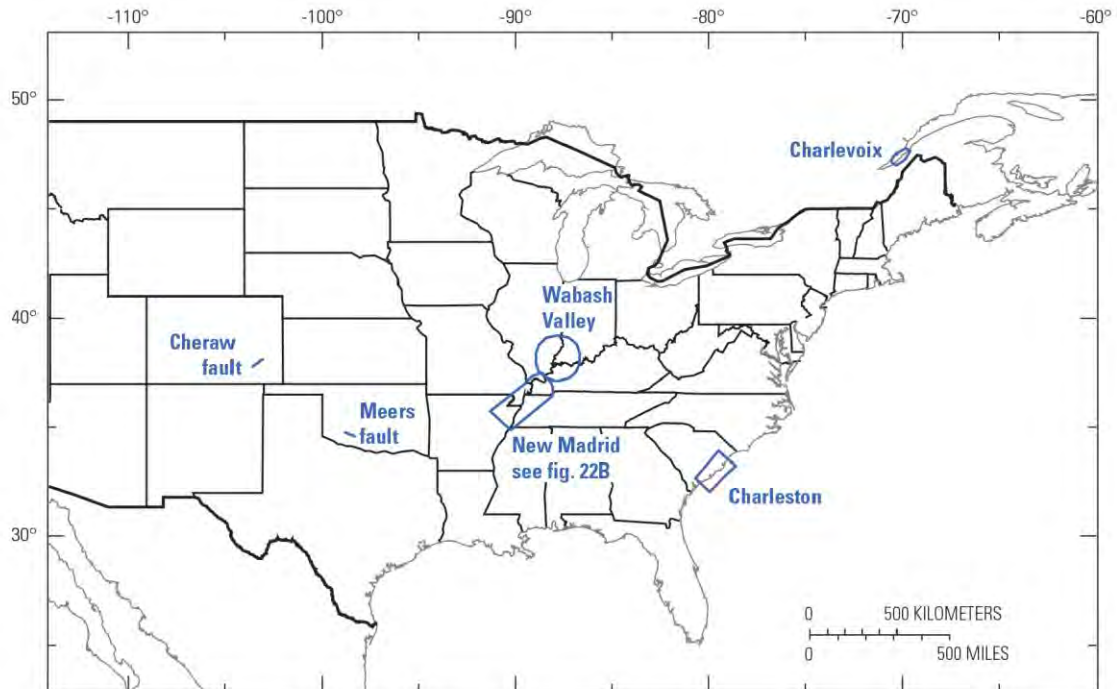 -110°
-100°
-90°
-80°
-70°
-60°
50°
40°
30°
Charlevoix
Wabash
Valley
Cheraw
fault
Meers
fault
New Madrid
see fig. 22B
Charleston
0 500 KILOMETERS
0 500 MILES